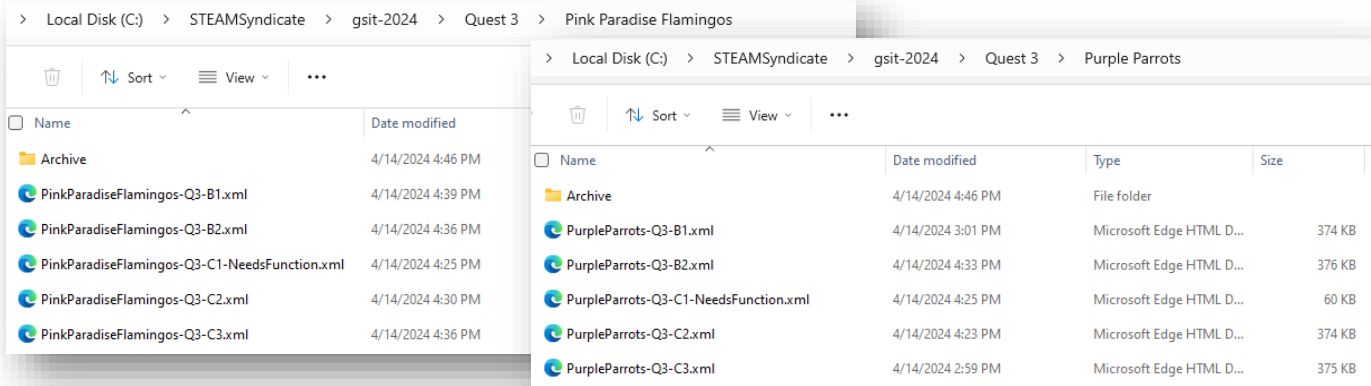 > Local Disk (C:) > STEAMSyndicate > gsit-2024 > Quest 3 > Pink Paradise Flamingos
Sort View ...
Name Date modified
Archive 4/14/2024 4:46 PM
PinkParadiseFlamingos-Q3-B1.xml 4/14/2024 4:39 PM
PinkParadiseFlamingos-Q3-B2.xml 4/14/2024 4:36 PM
PinkParadiseFlamingos-Q3-C1-NeedsFunction.xml 4/14/2024 4:25 PM
PinkParadiseFlamingos-Q3-C2.xml 4/14/2024 4:30 PM
PinkParadiseFlamingos-Q3-C3.xml 4/14/2024 4:36 PM
> Local Disk (C:) > STEAMSyndicate > gsit-2024 > Quest 3 > Purple Parrots
Sort View ...
Name Date modified Type Size
Archive 4/14/2024 4:46 PM File folder
PurpleParrots-Q3-B1.xml 4/14/2024 3:01 PM Microsoft Edge HTML D... 374 KB
PurpleParrots-Q3-B2.xml 4/14/2024 4:33 PM Microsoft Edge HTML D... 376 KB
PurpleParrots-Q3-C1-NeedsFunction.xml 4/14/2024 4:25 PM Microsoft Edge HTML D... 60 KB
PurpleParrots-Q3-C2.xml 4/14/2024 4:23 PM Microsoft Edge HTML D... 374 KB
PurpleParrots-Q3-C3.xml 4/14/2024 2:59 PM Microsoft Edge HTML D... 375 KB